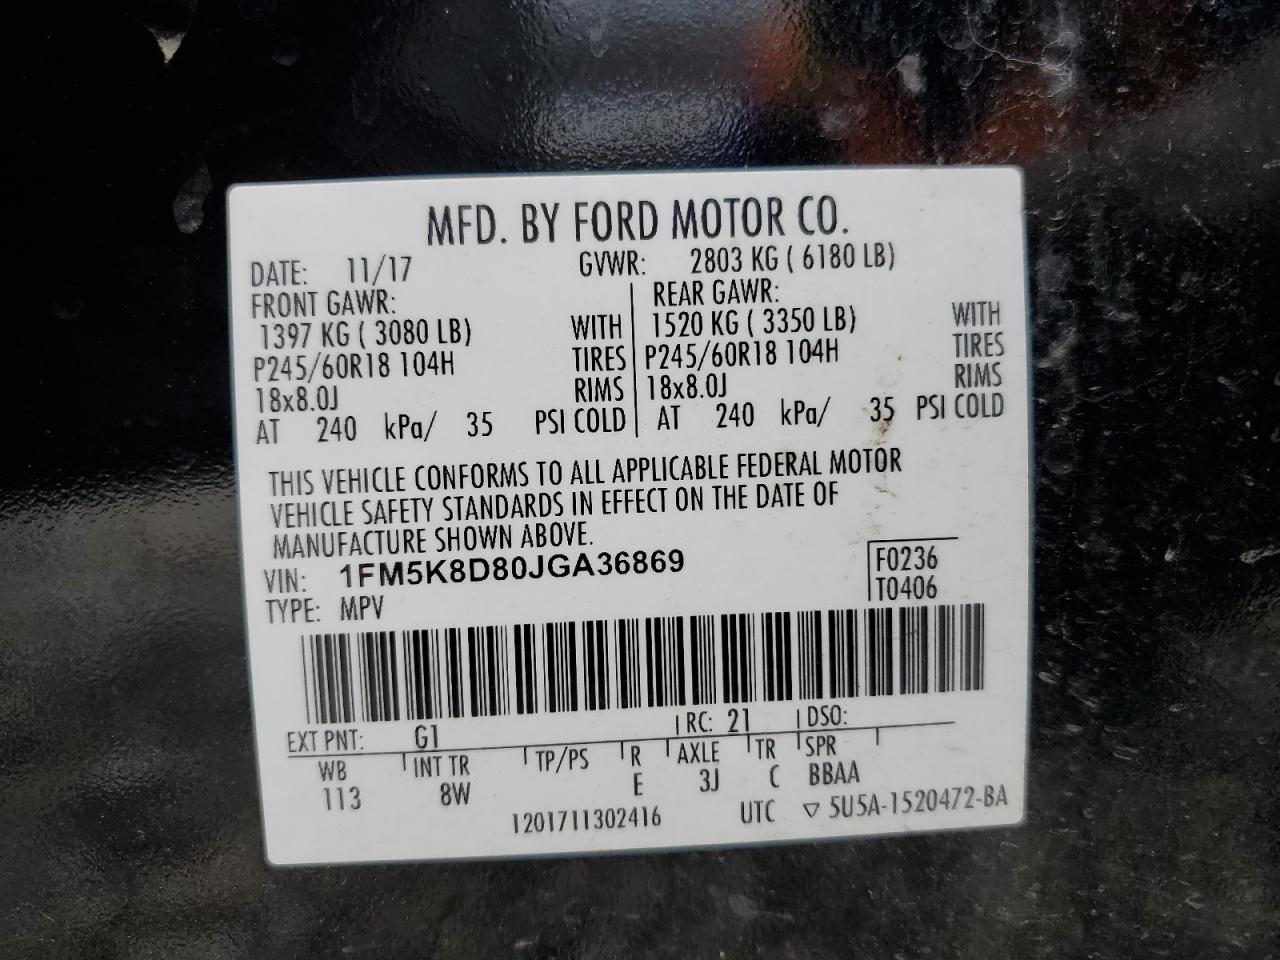 MFD. BY FORD MOTOR CO.
DATE: 11/17 GVWR: 2803 KG ( 6180 LB)
FRONT GAWR: REAR GAWR:
1397 KG ( 3080 LB) WITH 1520 KG ( 3350 LB) WITH
P245/60R18 104H TIRES P245/60R18 104H TIRES
18x8.0J RIMS 18x8.0J RIMS
AT 240 kPa/ 35 PSI COLD AT 240 kPa/ 35 PSI COLD
THIS VEHICLE CONFORMS TO ALL APPLICABLE FEDERAL MOTOR
VEHICLE SAFETY STANDARDS IN EFFECT ON THE DATE OF
MANUFACTURE SHOWN ABOVE.
VIN: 1FM5K8D80JGA36869 F0236
TYPE: MPV T0406
EXT PNT: G1 RC: 21 DSO:
WB INT TR TP/PS R AXLE TR SPR
113 8W E 3J C BBAA
1201711302416 UTC ▽ 5U5A-1520472-BA